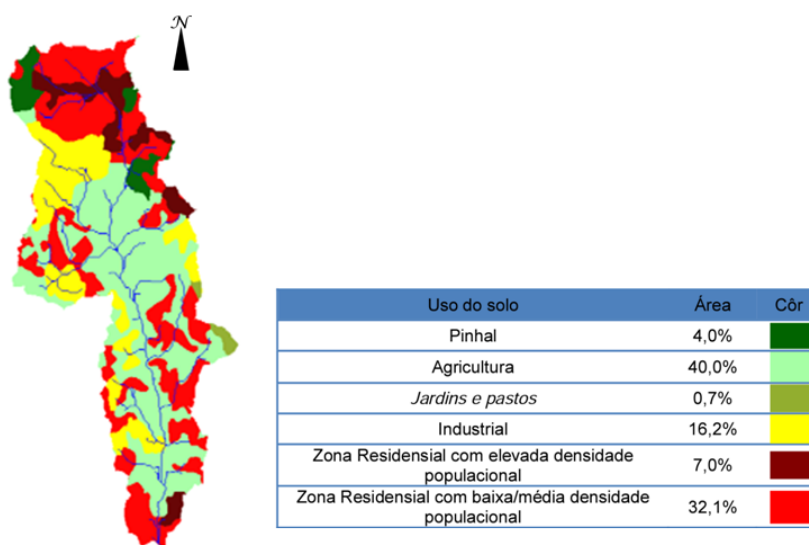 N
Uso do solo Área Côr
Pinhal 4,0%
Agricultura 40,0%
Jardins e pastos 0,7%
Industrial 16,2%
Zona Residensial com elevada densidade
populacional 7,0%
Zona Residensial com baixa/média densidade
populacional 32,1%